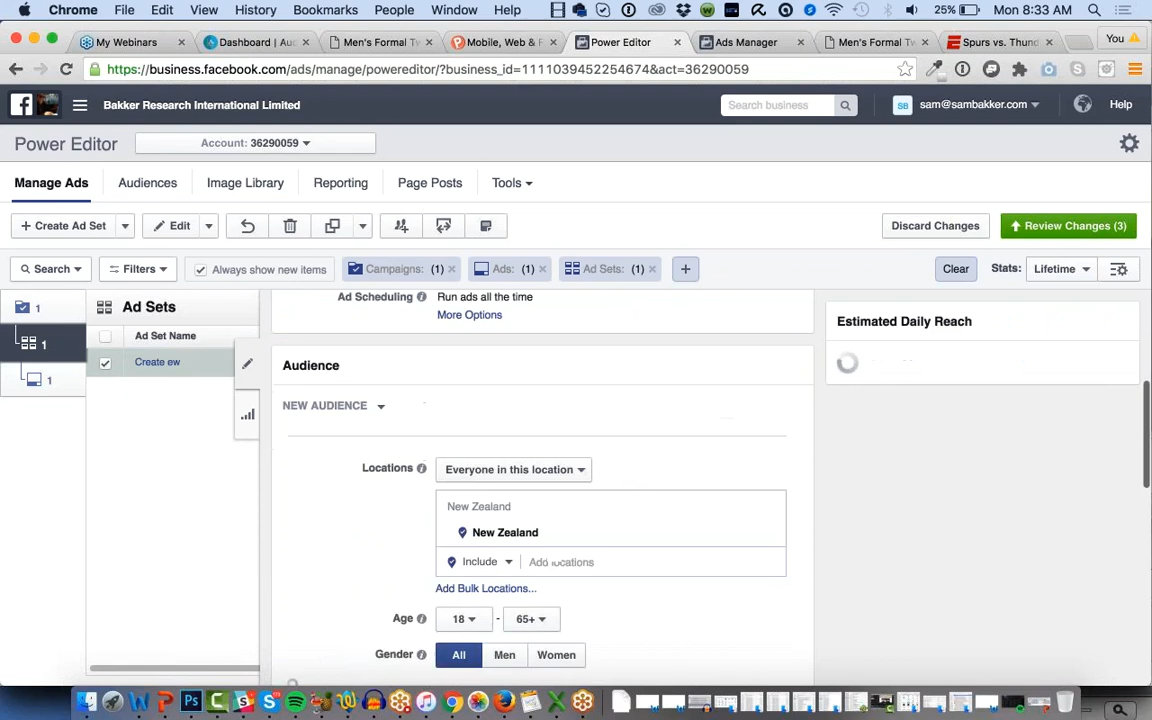 Chrome File Edit View History Bookmarks People Window Help 25% Mon 8:33 AM
My Webinars Dashboard | Au Men's Formal Tw Mobile, Web & F Power Editor Ads Manager Men's Formal Tw Spurs vs. Thund You
https://business.facebook.com/ads/manage/powereditor/?business_id=1111039452254674&act=36290059
Bakker Research International Limited Search business SB sam@sambakker.com Help
Power Editor Account: 36290059
Manage Ads Audiences Image Library Reporting Page Posts Tools
+ Create Ad Set Edit Discard Changes Review Changes (3)
Search Filters Always show new items Campaigns: (1) Ads: (1) Ad Sets: (1) + Clear Stats: Lifetime
1 Ad Sets Ad Scheduling Run ads all the time
More Options Estimated Daily Reach
Ad Set Name
1
Create ew Audience
1
NEW AUDIENCE
Locations Everyone in this location
New Zealand
New Zealand
Include Add locations
Add Bulk Locations...
Age 18 - 65+
Gender All Men Women